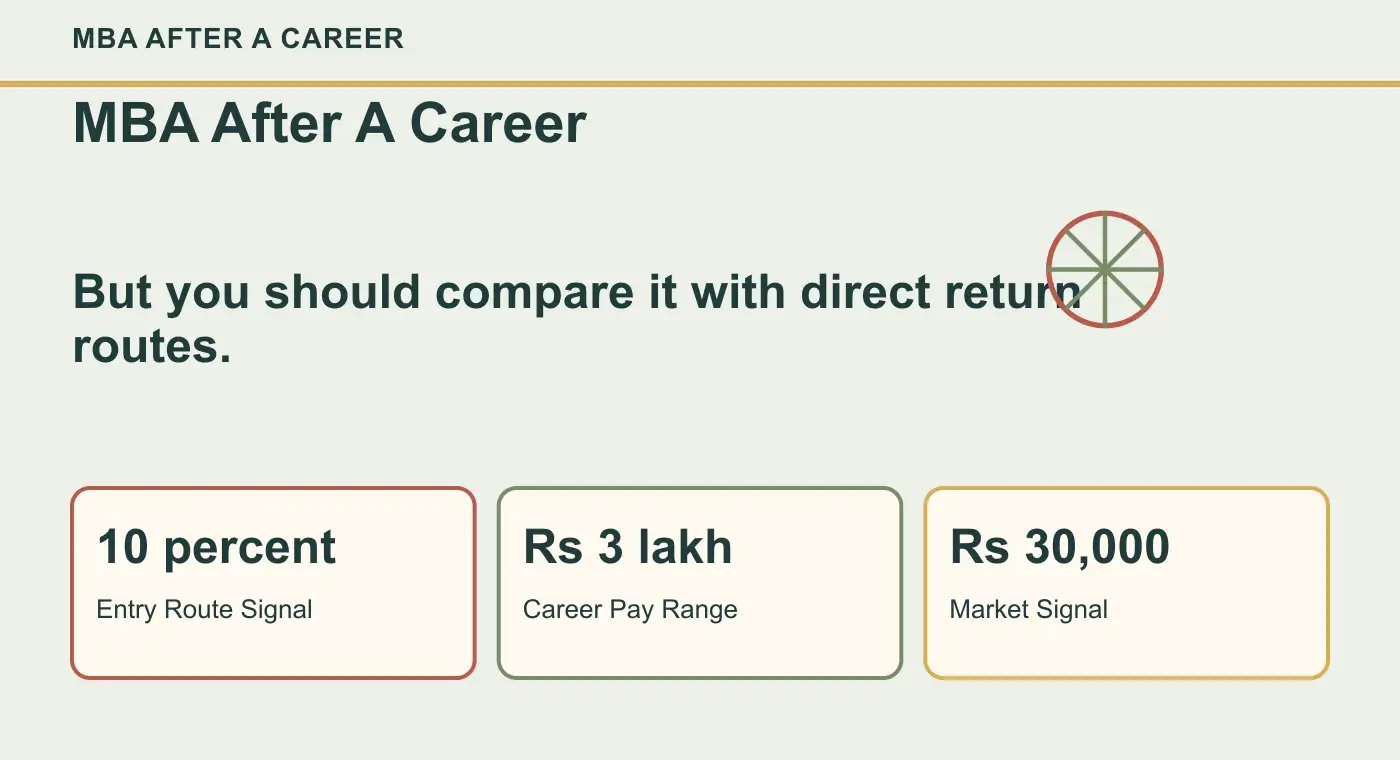 MBA AFTER A CAREER
MBA After A Career
But you should compare it with direct return
routes.
10 percent
Entry Route Signal
Rs 3 lakh
Career Pay Range
Rs 30,000
Market Signal